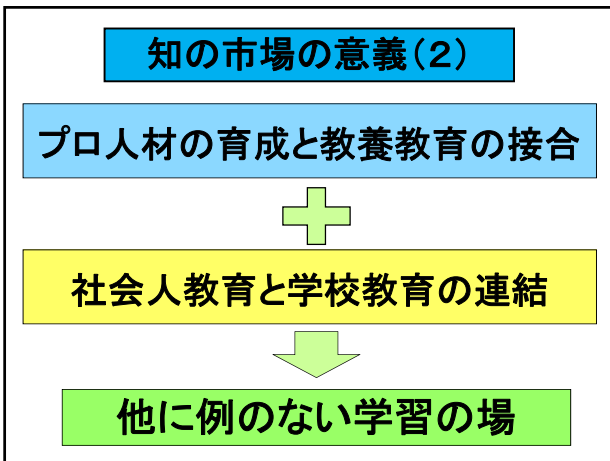 知の市場の意義(2)
プロ人材の育成と教養教育の接合
社会人教育と学校教育の連結
他に例のない学習の場